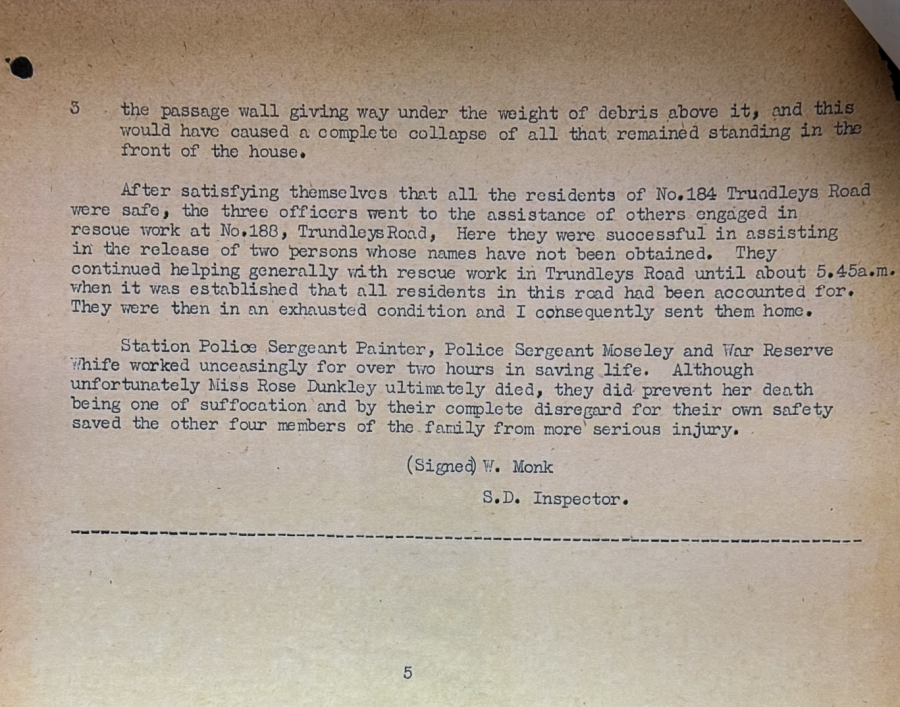 3 the passage wall giving way under the weight of debris above it, and this
would have caused a complete collapse of all that remained standing in the
front of the house.
After satisfying themselves that all the residents of No.184 Trundleys Road
were safe, the three officers went to the assistance of others engaged in
rescue work at No.188, TrundleysRoad, Here they were successful in assisting
in the release of two persons whose names have not been obtained. They
continued helping generally with rescue work in Trundleys Road until about 5.45a.m.
when it was established that all residents in this road had been accounted for.
They were then in an exhausted condition and I consequently sent them home.
Station Police Sergeant Painter, Police Sergeant Moseley and War Reserve
Whife worked unceasingly for over two hours in saving life. Although
unfortunately Miss Rose Dunkley ultimately died, they did prevent her death
being one of suffocation and by their complete disregard for their own safety
saved the other four members of the family from more serious injury.
(Signed) W. Monk
S.D. Inspector.
5